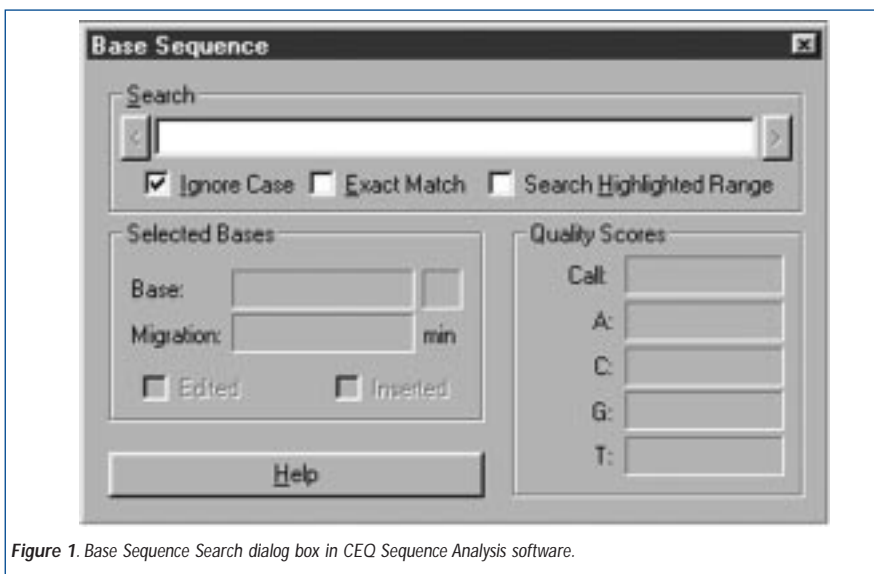 Base Sequence
Search
< >
Ignore Case Exact Match Search Highlighted Range
Selected Bases
Base:
Migration: min
Edited Inserted
Help
Quality Scores
Call:
A:
C:
G:
T:
Figure 1. Base Sequence Search dialog box in CEQ Sequence Analysis software.